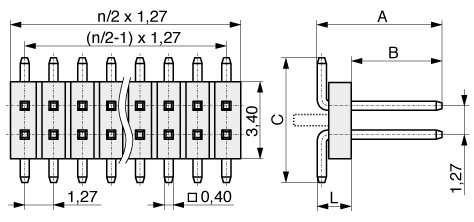 n/2 x 1,27
(n/2-1) x 1,27
A
B
C
3,40
1,27
1,27
□ 0,40
L